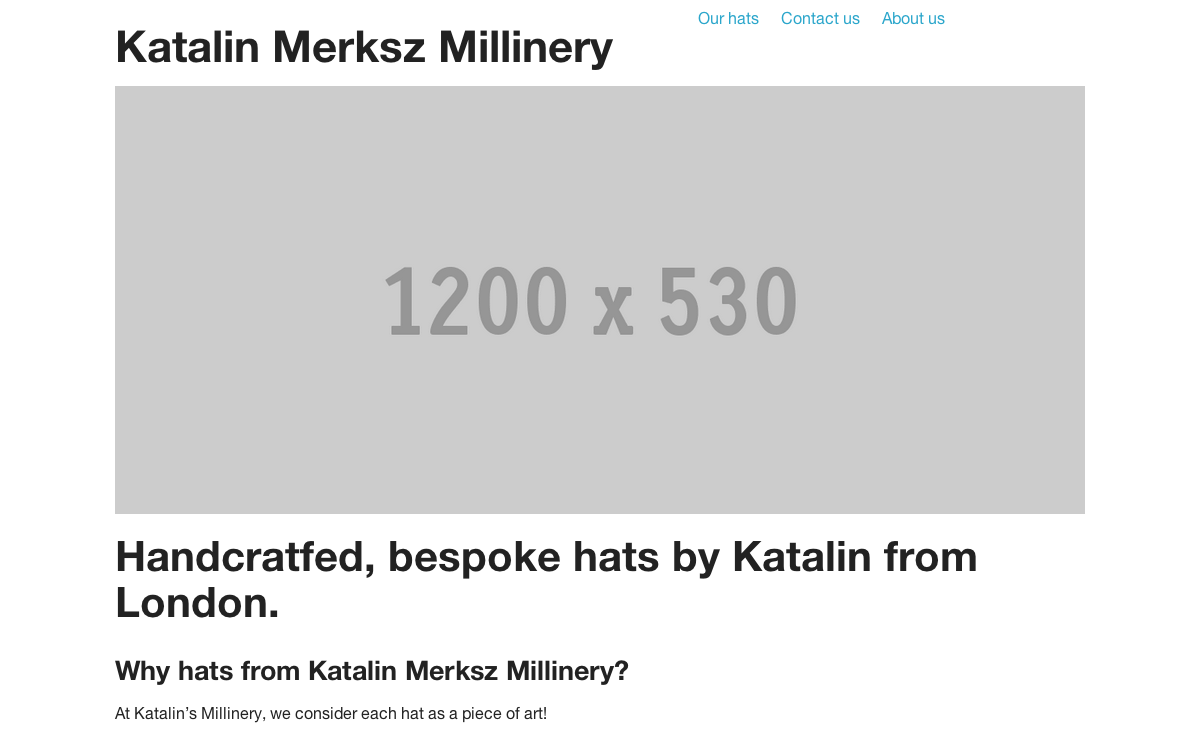 Our hats Contact us About us
Katalin Merksz Millinery
1200 x 530
Handcratfed, bespoke hats by Katalin from
London.
Why hats from Katalin Merksz Millinery?
At Katalin’s Millinery, we consider each hat as a piece of art!